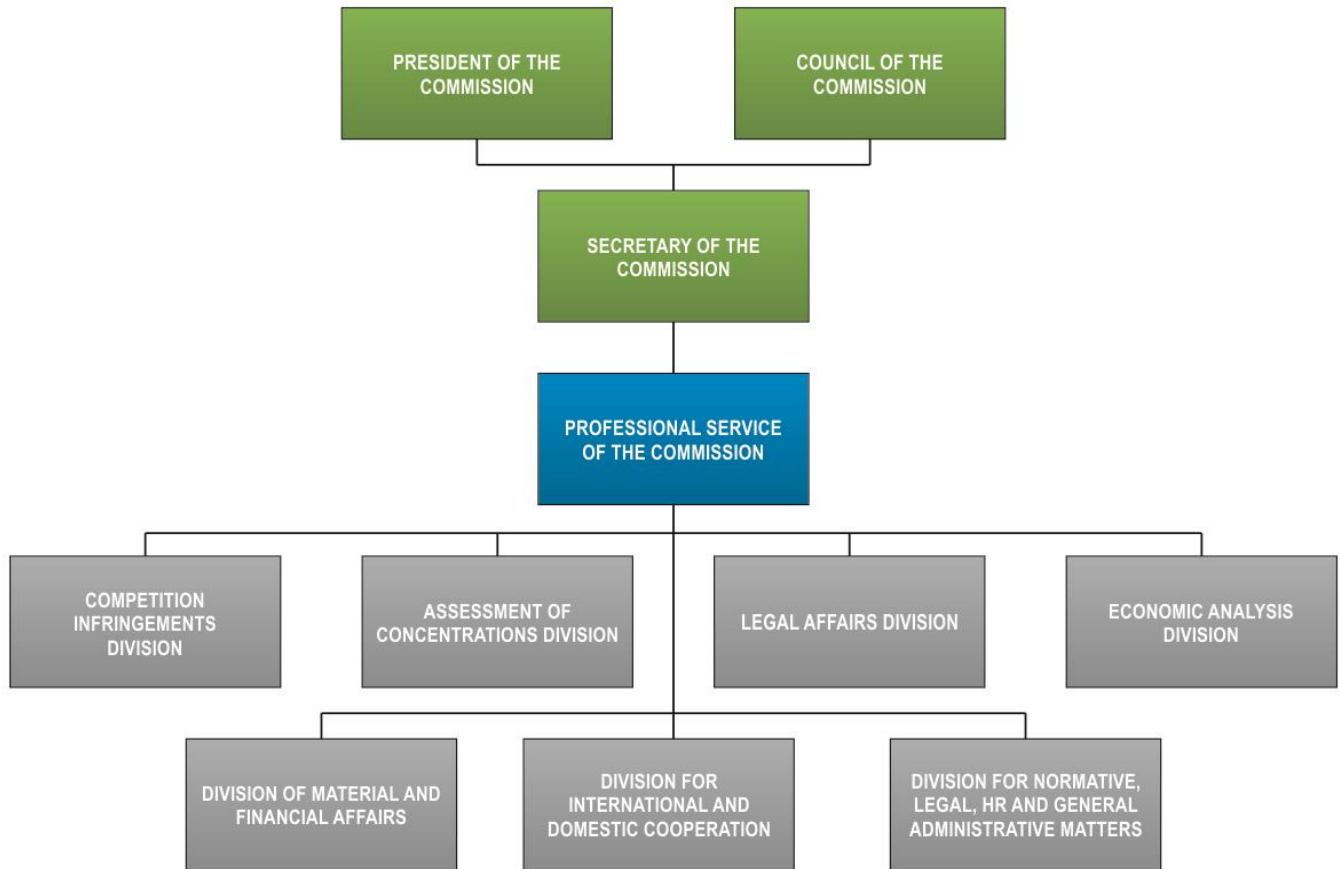 PRESIDENT OF THE
COMMISSION
COUNCIL OF THE
COMMISSION
SECRETARY OF THE
COMMISSION
PROFESSIONAL SERVICE
OF THE COMMISSION
COMPETITION
INFRINGEMENTS
DIVISION
ASSESSMENT OF
CONCENTRATIONS DIVISION
LEGAL AFFAIRS DIVISION
ECONOMIC ANALYSIS
DIVISION
DIVISION OF MATERIAL AND
FINANCIAL AFFAIRS
DIVISION FOR
INTERNATIONAL AND
DOMESTIC COOPERATION
DIVISION FOR NORMATIVE,
LEGAL, HR AND GENERAL
ADMINISTRATIVE MATTERS